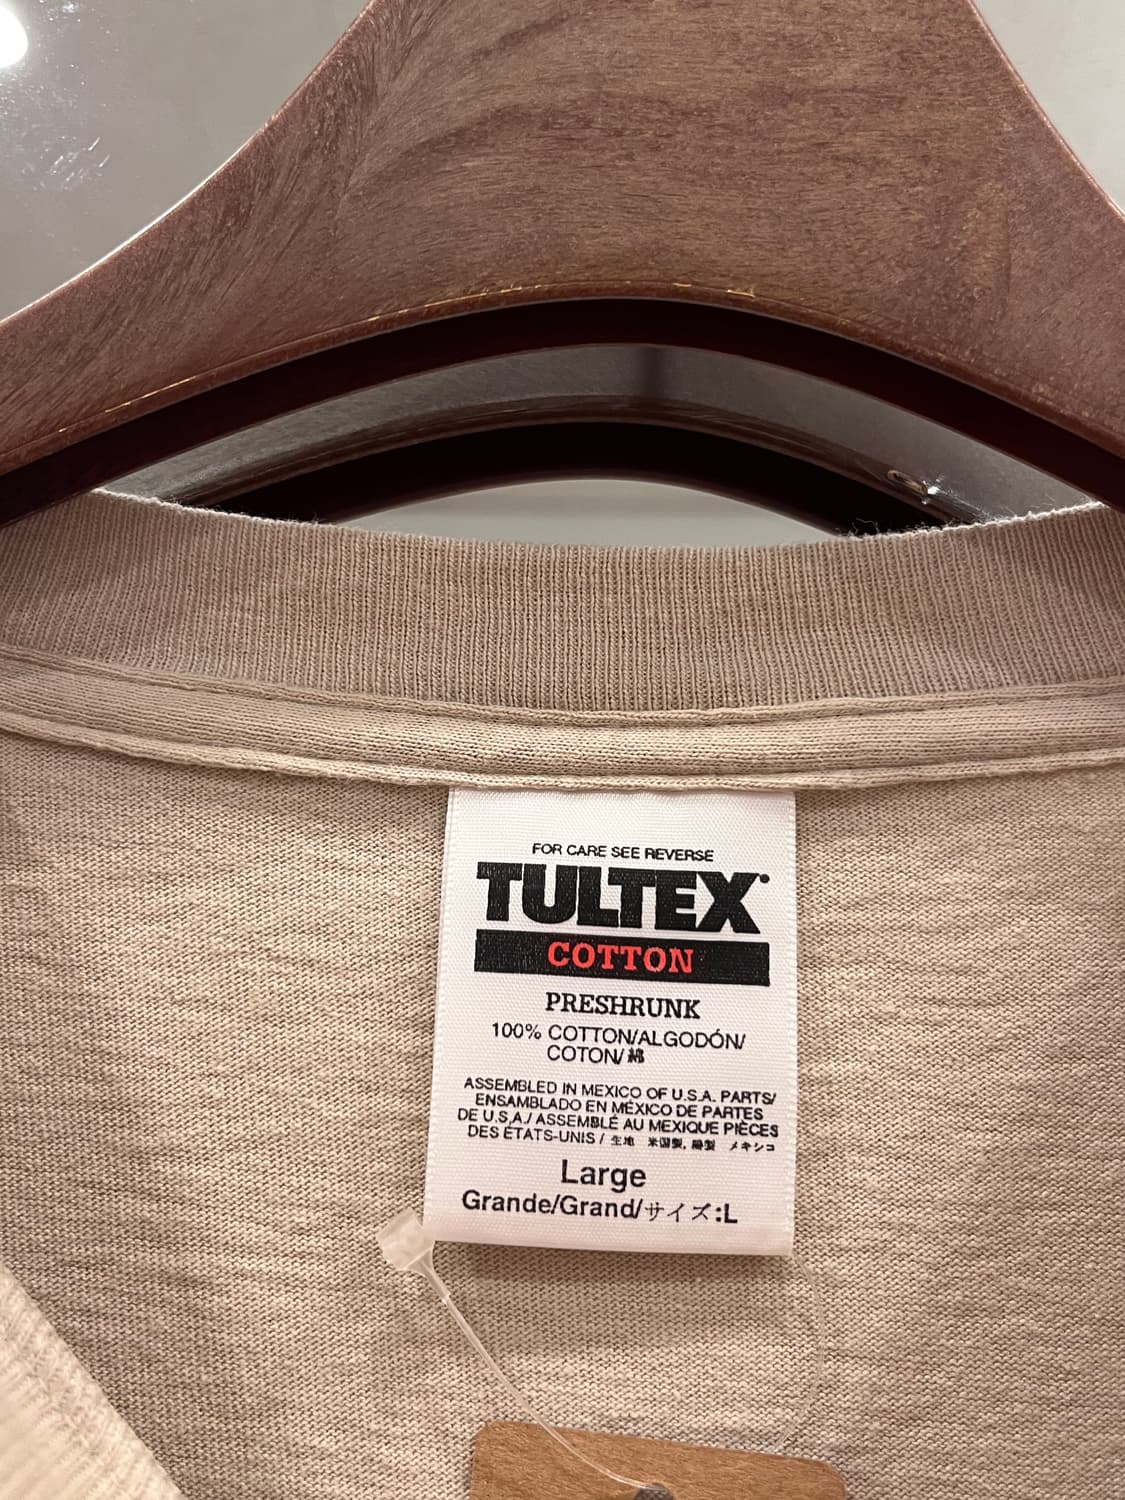 FOR CARE SEE REVERSE
TULTEX
COTTON
PRESHRUNK
100% COTTON/ALGODÓN/
COTON/綿
ASSEMBLED IN MEXICO OF U.S.A. PARTS/
ENSAMBLADO EN MÉXICO DE PARTES
DE U.S.A./ ASSEMBLÉ AU MEXIQUE PIÈCES
DES ÉTATS-UNIS / 生地 米国製, 縫製 メキシコ
Large
Grande/Grand/サイズ:L